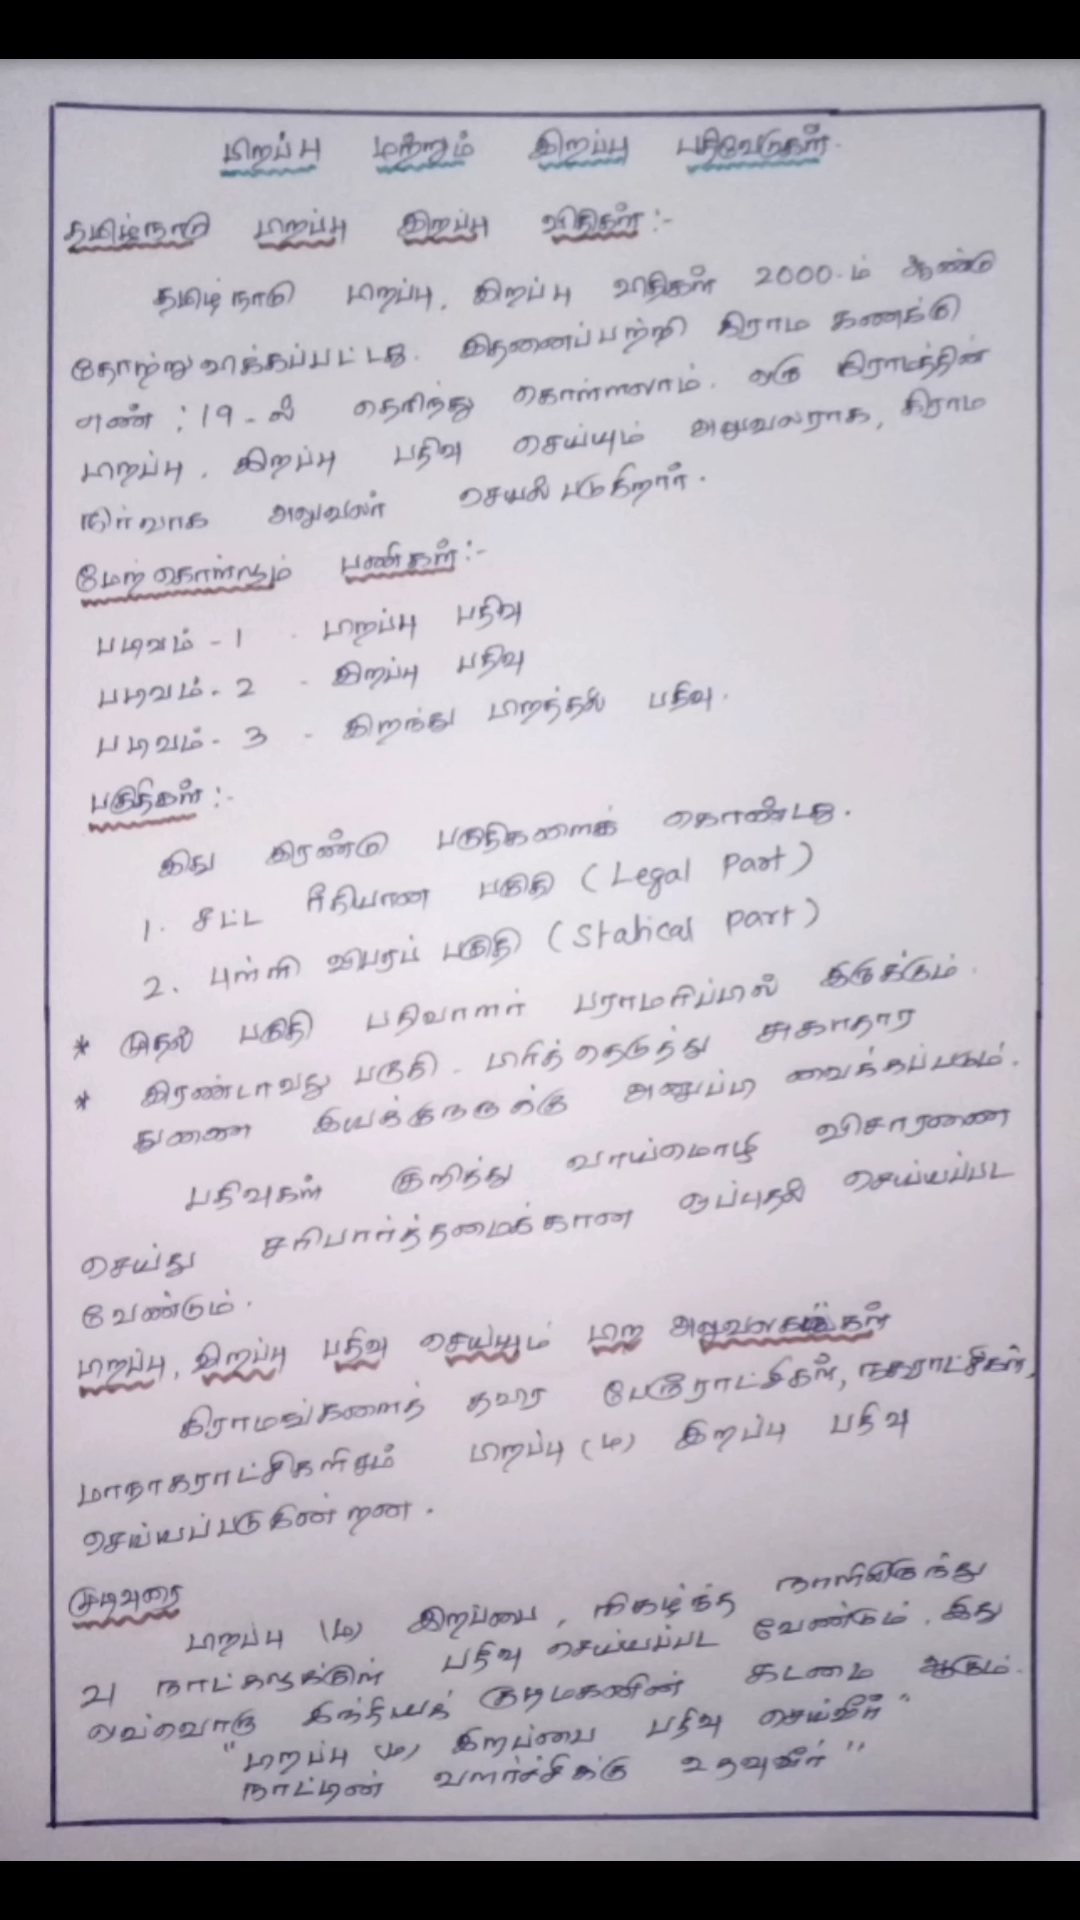 பிறப்பு மற்றும் இறப்பு பதிவேடுகள்.
தமிழ்நாடு பிறப்பு இறப்பு விதிகள் :-
தமிழ்நாடு பிறப்பு, இறப்பு விதிகள் 2000-ம் ஆண்டு
தோற்றுவிக்கப்பட்டது. இதனைப்பற்றி கிராம கணக்கு
எண் : 19 - ல் தெரிந்து கொள்ளலாம். ஒரு கிராமத்தின்
பிறப்பு, இறப்பு பதிவு செய்யும் அலுவலராக, கிராம
நிர்வாக அலுவலர் செயல்படுகிறார்.
மேற்கொள்ளும் பணிகள் :-
படிவம் - 1 - பிறப்பு பதிவு
படிவம் - 2 - இறப்பு பதிவு
படிவம் - 3 - இறந்து பிறத்தல் பதிவு.
பகுதிகள் :-
இது இரண்டு பகுதிகளைக் கொண்டது.
1. சட்ட ரீதியான பகுதி (Legal Part)
2. புள்ளி விபரப் பகுதி (Statical Part)
* முதல் பகுதி பதிவாளர் பராமரிப்பில் இருக்கும்.
* இரண்டாவது பகுதி - பிரித்தெடுத்து சுகாதார
துணை இயக்குநருக்கு அனுப்பி வைக்கப்படும்.
பதிவுகள் குறித்து வாய்மொழி விசாரணை
செய்து சரிபார்த்தமைக்கான ஒப்புதல் செய்யப்பட
வேண்டும்.
பிறப்பு, இறப்பு பதிவு செய்யும் பிற அலுவலகங்கள்
கிராமங்களைத் தவிர பேரூராட்சிகள், நகராட்சிகள்,
மாநாகராட்சிகளிலும் பிறப்பு (ம) இறப்பு பதிவு
செய்யப்படுகின்றன.
முடிவுரை
பிறப்பு (ம) இறப்பை, நிகழ்ந்த நாளிலிருந்து
21 நாட்களுக்குள் பதிவு செய்யப்பட வேண்டும். இது
ஒவ்வொரு இந்தியக் குடிமகனின் கடமை ஆகும்.
"பிறப்பு (ம) இறப்பை பதிவு செய்வீர்"
நாட்டின் வளர்ச்சிக்கு உதவுவீர்"